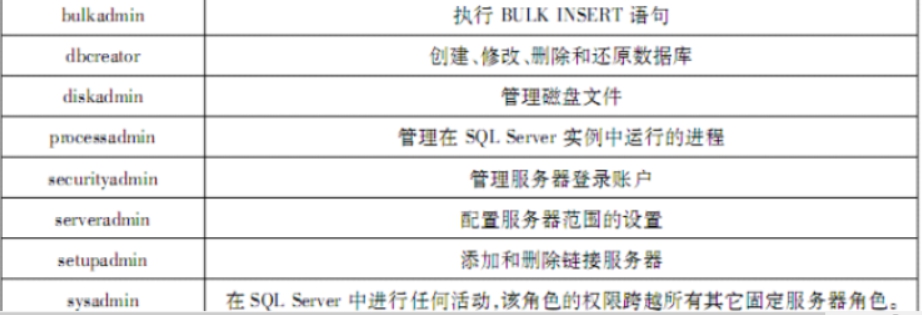 bulkadmin 执行 BULK INSERT 语句
dbcreator 创建、修改、删除和还原数据库
diskadmin 管理磁盘文件
processadmin 管理在 SQL Server 实例中运行的进程
securityadmin 管理服务器登录账户
serveradmin 配置服务器范围的设置
setupadmin 添加和删除链接服务器
sysadmin 在 SQL Server 中进行任何活动,该角色的权限跨越所有其它固定服务器角色。